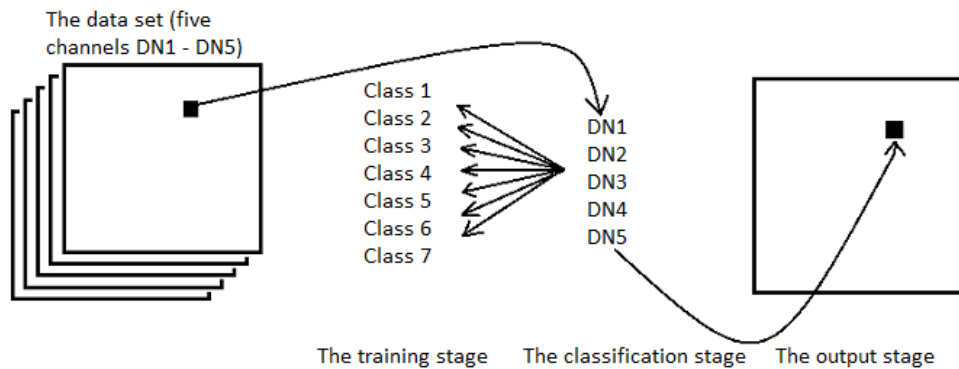 The data set (five
channels DN1 - DN5)
Class 1
Class 2
Class 3
Class 4
Class 5
Class 6
Class 7
DN1
DN2
DN3
DN4
DN5
The training stage
The classification stage
The output stage